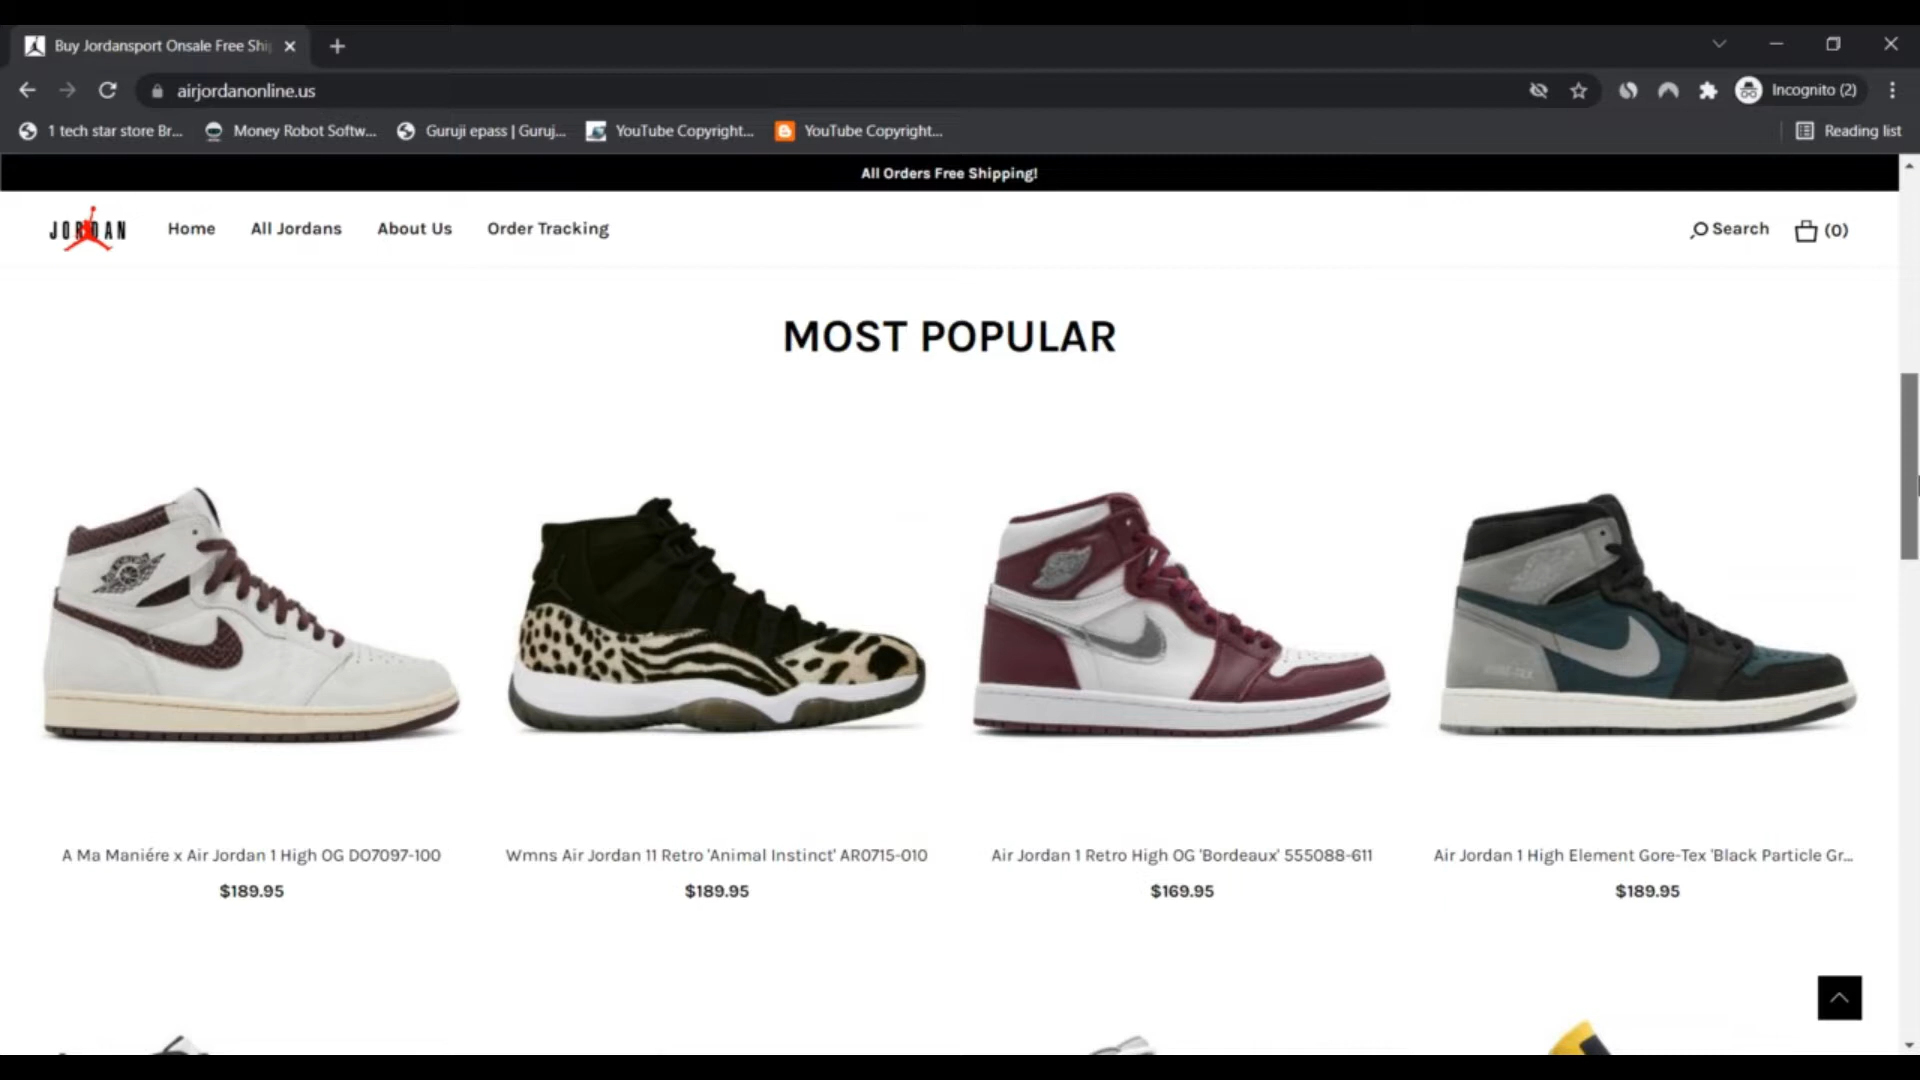 Buy Jordansport Onsale Free Shi
airjordanonline.us
Incognito (2)
1 tech star store Br...
Money Robot Softw...
Guruji epass | Guruj...
YouTube Copyright...
YouTube Copyright...
Reading list
All Orders Free Shipping!
JORDAN
Home
All Jordans
About Us
Order Tracking
Search
(0)
MOST POPULAR
GORE-TEX
A Ma Maniére x Air Jordan 1 High OG DO7097-100
Wmns Air Jordan 11 Retro 'Animal Instinct' AR0715-010
Air Jordan 1 Retro High OG 'Bordeaux' 555088-611
Air Jordan 1 High Element Gore-Tex 'Black Particle Gr...
$189.95
$189.95
$169.95
$189.95